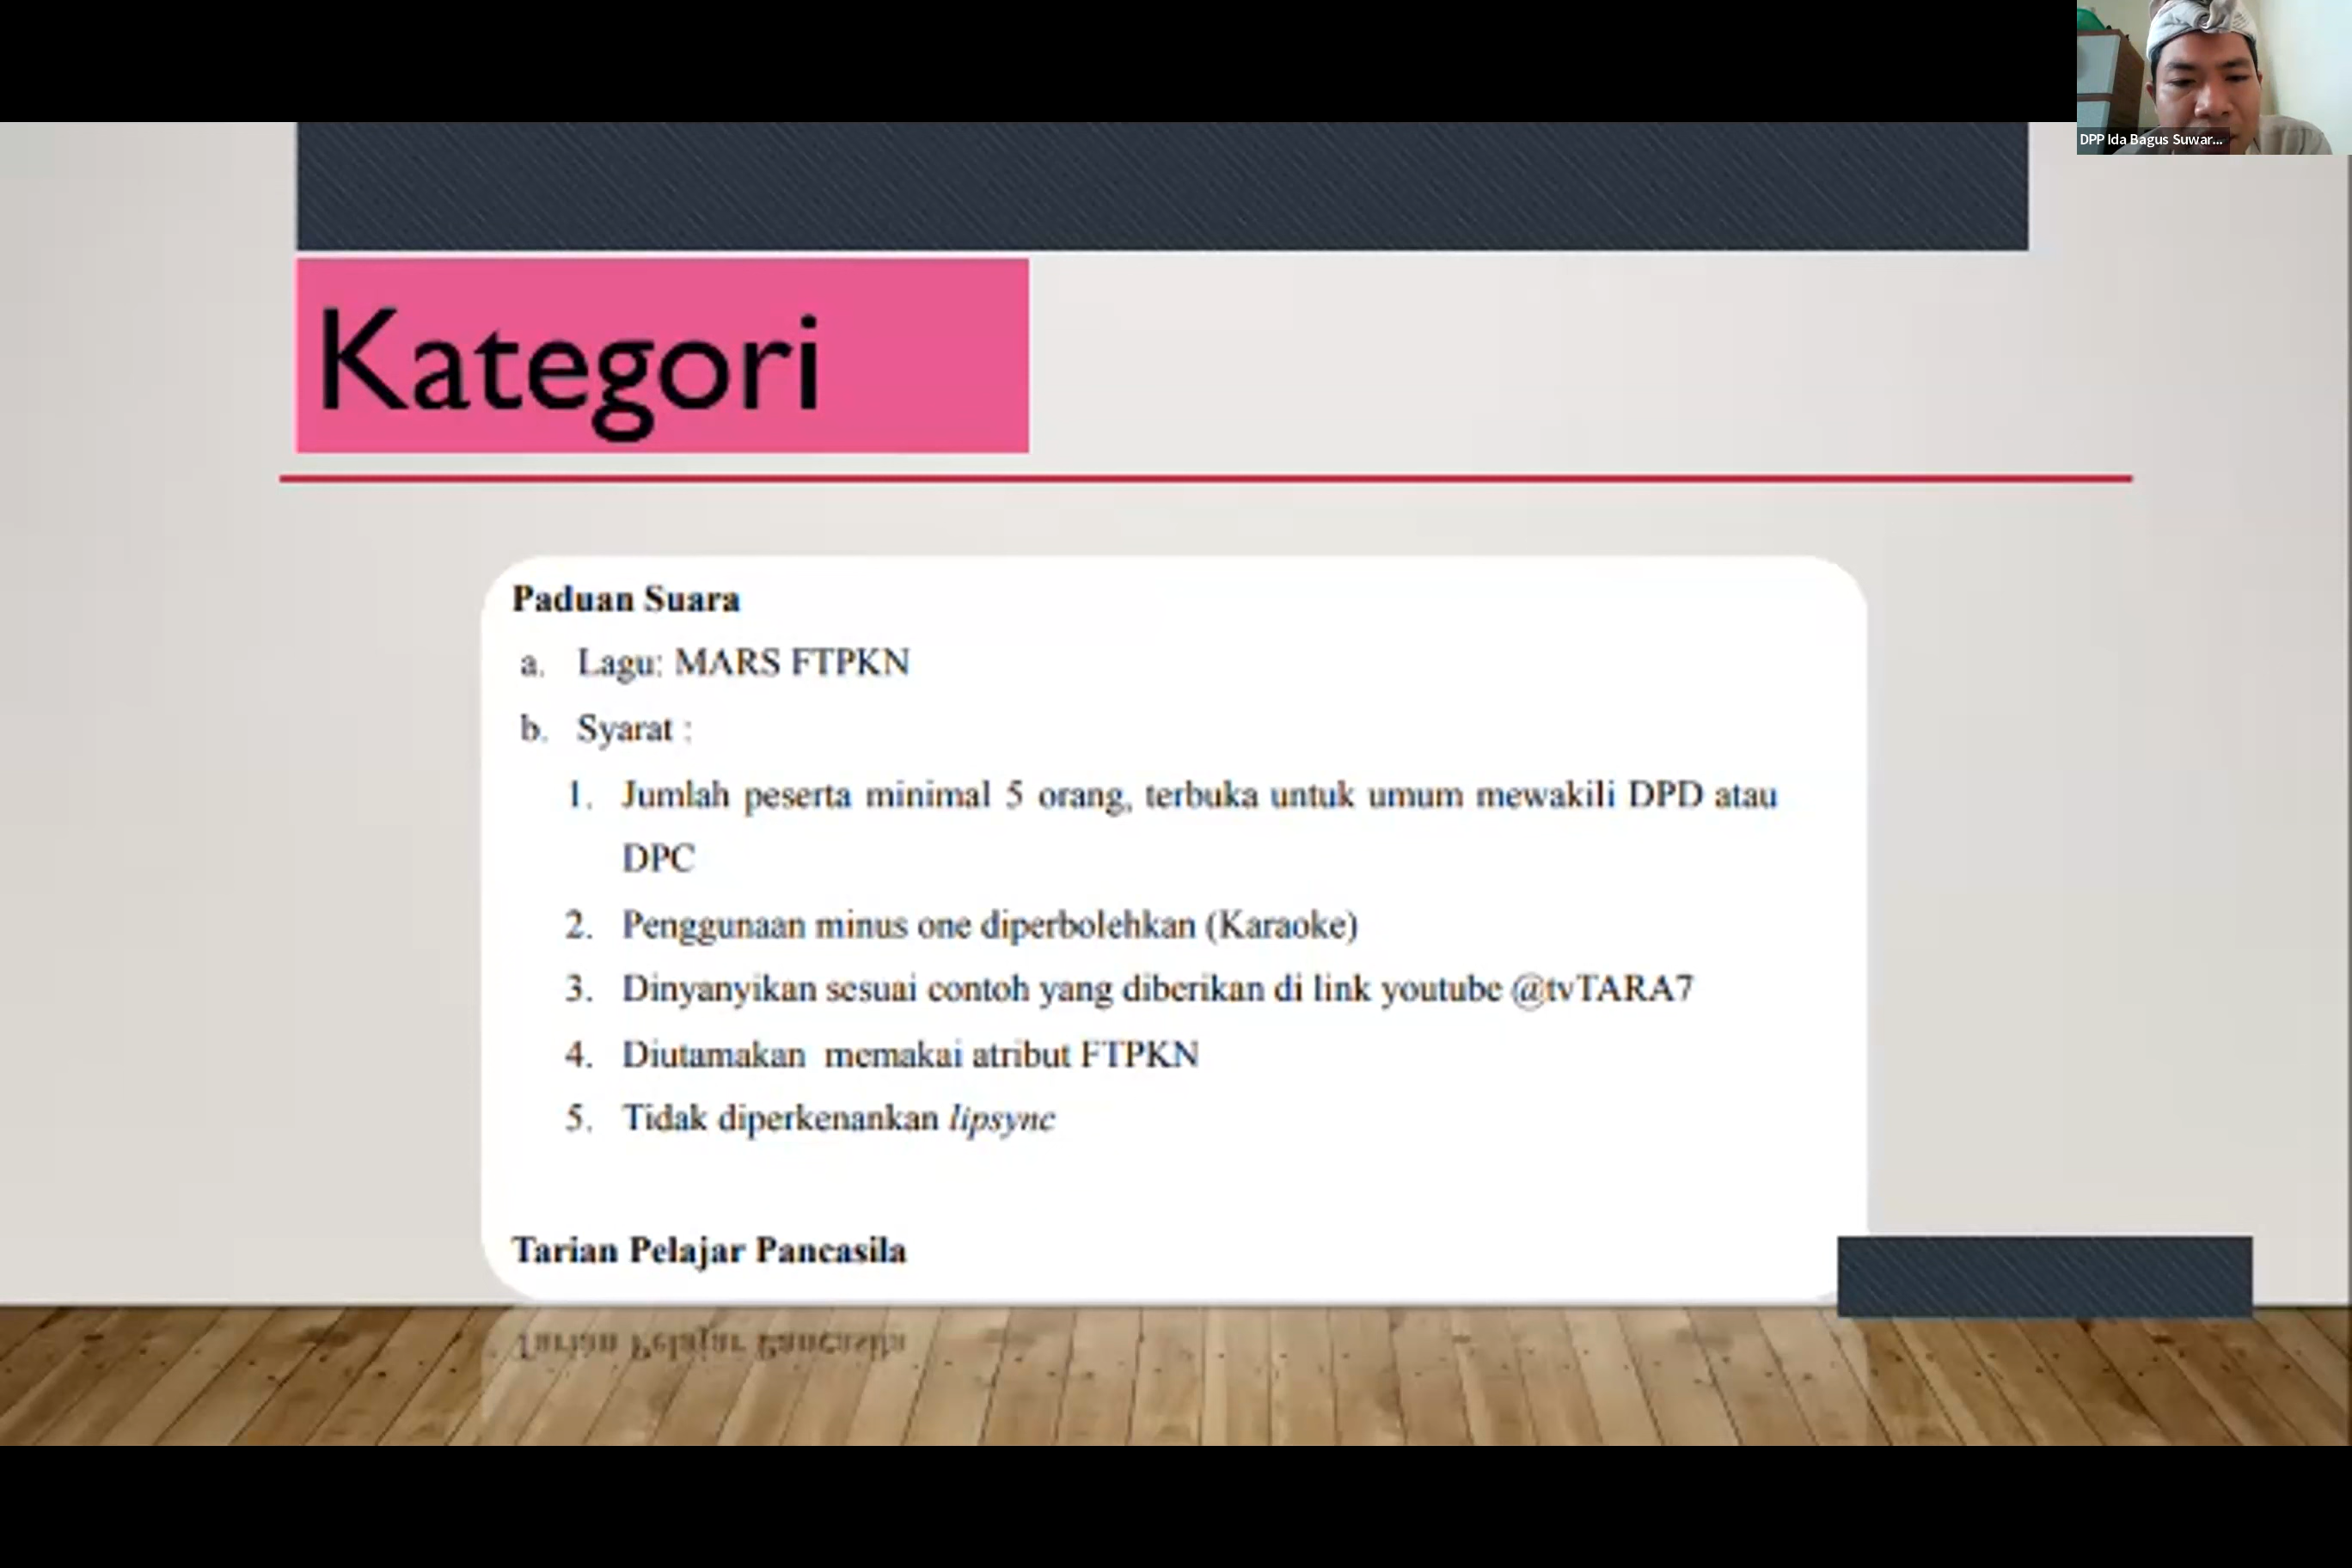 DPP Ida Bagus Suwar...
Kategori
Paduan Suara
a. Lagu: MARS FTPKN
b. Syarat :
1. Jumlah peserta minimal 5 orang, terbuka untuk umum mewakili DPD atau
DPC
2. Penggunaan minus one diperbolehkan (Karaoke)
3. Dinyanyikan sesuai contoh yang diberikan di link youtube @tvTARA7
4. Diutamakan memakai atribut FTPKN
5. Tidak diperkenankan lipsync
Tarian Pelajar Pancasila